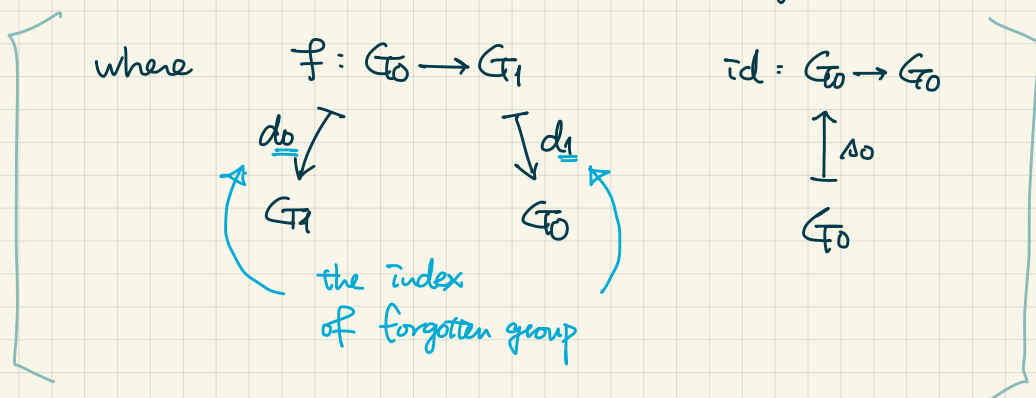 where f : G0 → G1 id : G0 → G0
d0 d1 s0
G1 G0 G0
the index
of forgotten group